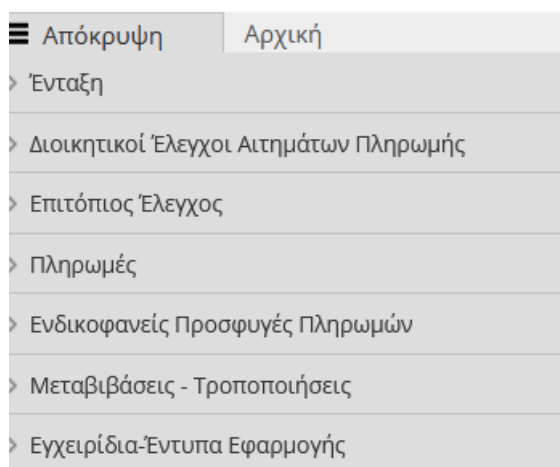 Απόκρυψη Αρχική
Ένταξη
Διοικητικοί Έλεγχοι Αιτημάτων Πληρωμής
Επιτόπιος Έλεγχος
Πληρωμές
Ενδικοφανείς Προσφυγές Πληρωμών
Μεταβιβάσεις - Τροποποιήσεις
Εγχειρίδια-Έντυπα Εφαρμογής